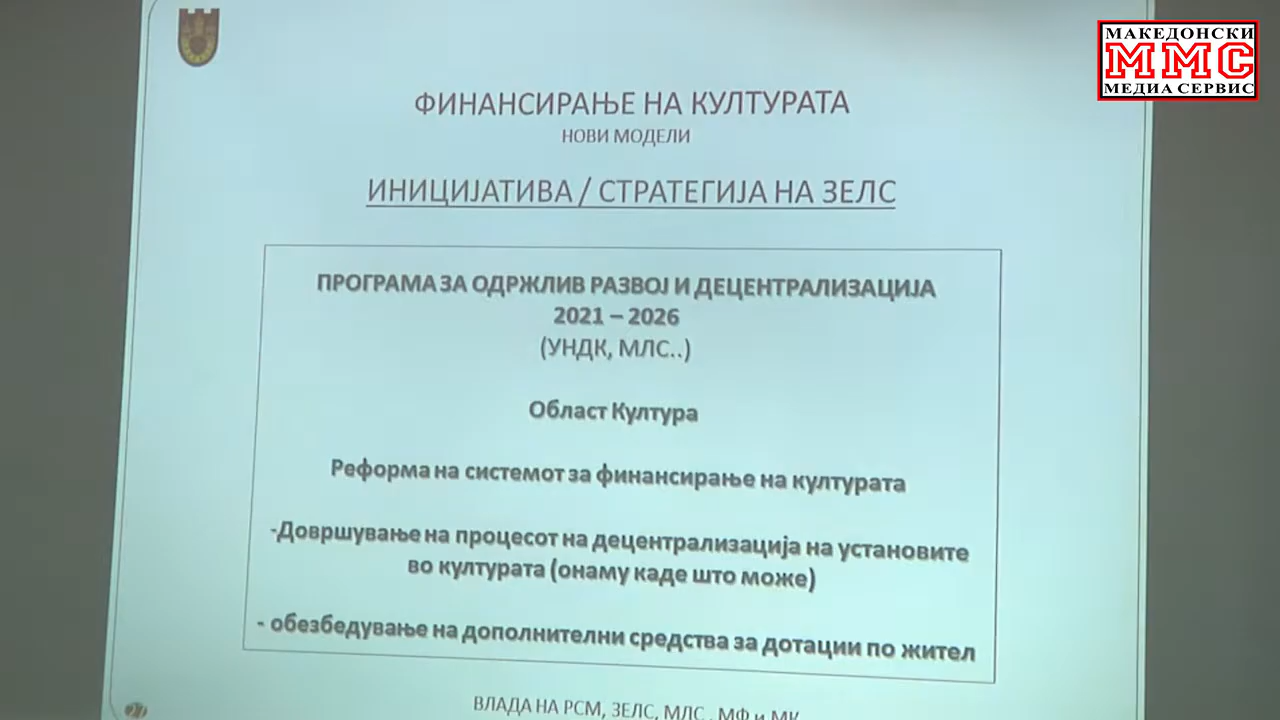 МАКЕДОНСКИ
ММС
МЕДИА СЕРВИС
ФИНАНСИРАЊЕ НА КУЛТУРАТА
НОВИ МОДЕЛИ
ИНИЦИЈАТИВА / СТРАТЕГИЈА НА ЗЕЛС
ПРОГРАМА ЗА ОДРЖЛИВ РАЗВОЈ И ДЕЦЕНТРАЛИЗАЦИЈА
2021 – 2026
(УНДК, МЛС..)
Област Култура
Реформа на системот за финансирање на културата
-Довршување на процесот на децентрализација на установите
во културата (онаму каде што може)
- обезбедување на дополнителни средства за дотации по жител
ВЛАДА НА РСМ, ЗЕЛС, МЛС , МФ и МК
27